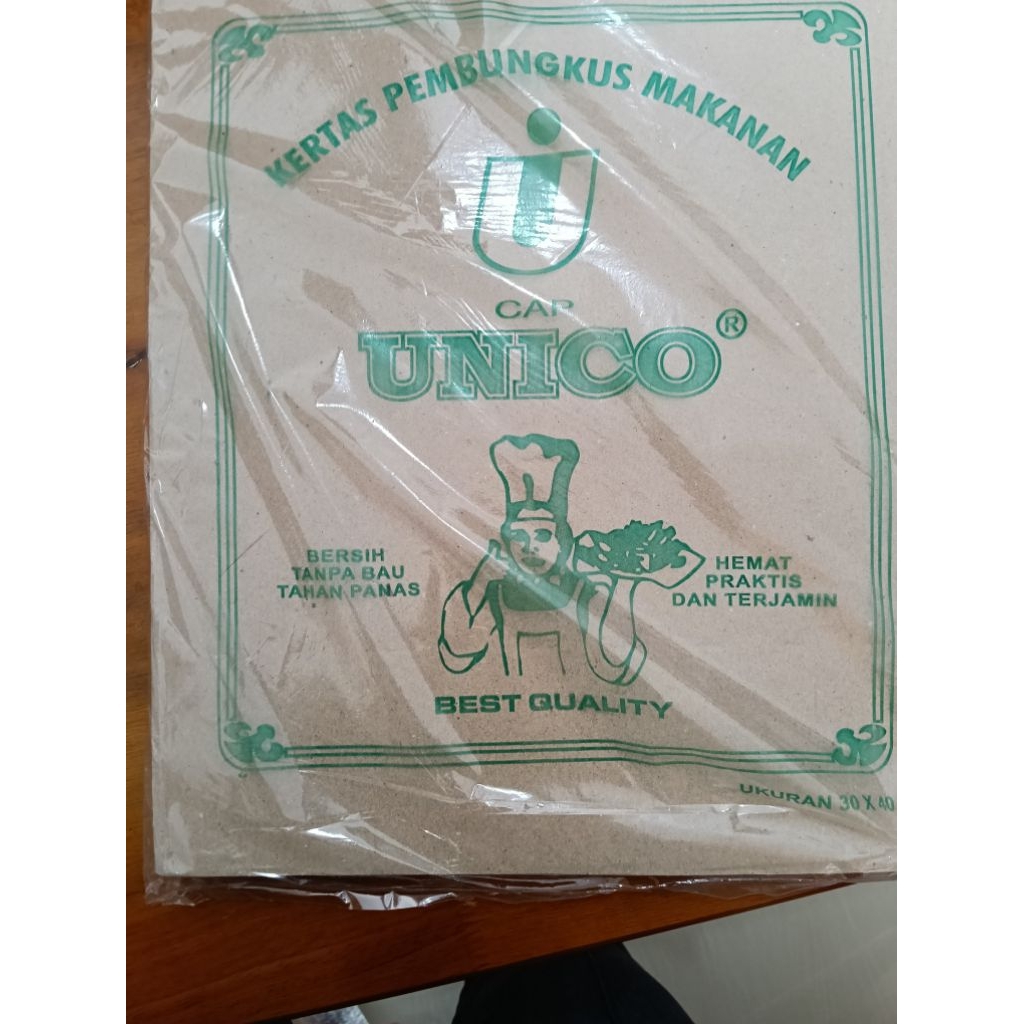 KERTAS PEMBUNGKUS MAKANAN
CAP
UNICO®
BERSIH
TANPA BAU
TAHAN PANAS
HEMAT
PRAKTIS
DAN TERJAMIN
BEST QUALITY
UKURAN 30 X 40